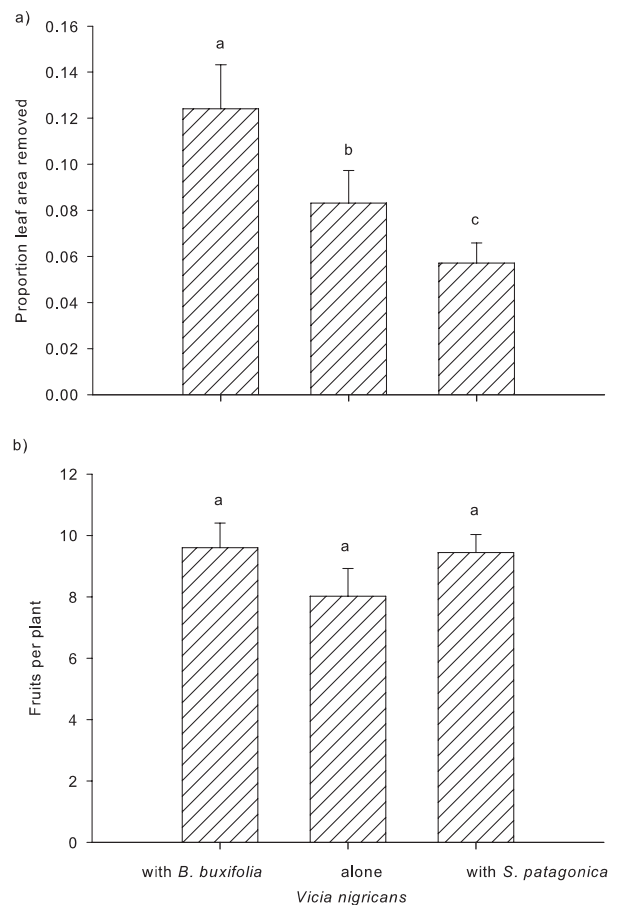 a)
Proportion leaf area removed
0.16
0.14
0.12
0.10
0.08
0.06
0.04
0.02
0.00
a
b
c
b)
Fruits per plant
12
10
8
6
4
2
0
a
a
a
with B. buxifolia
alone
with S. patagonica
Vicia nigricans